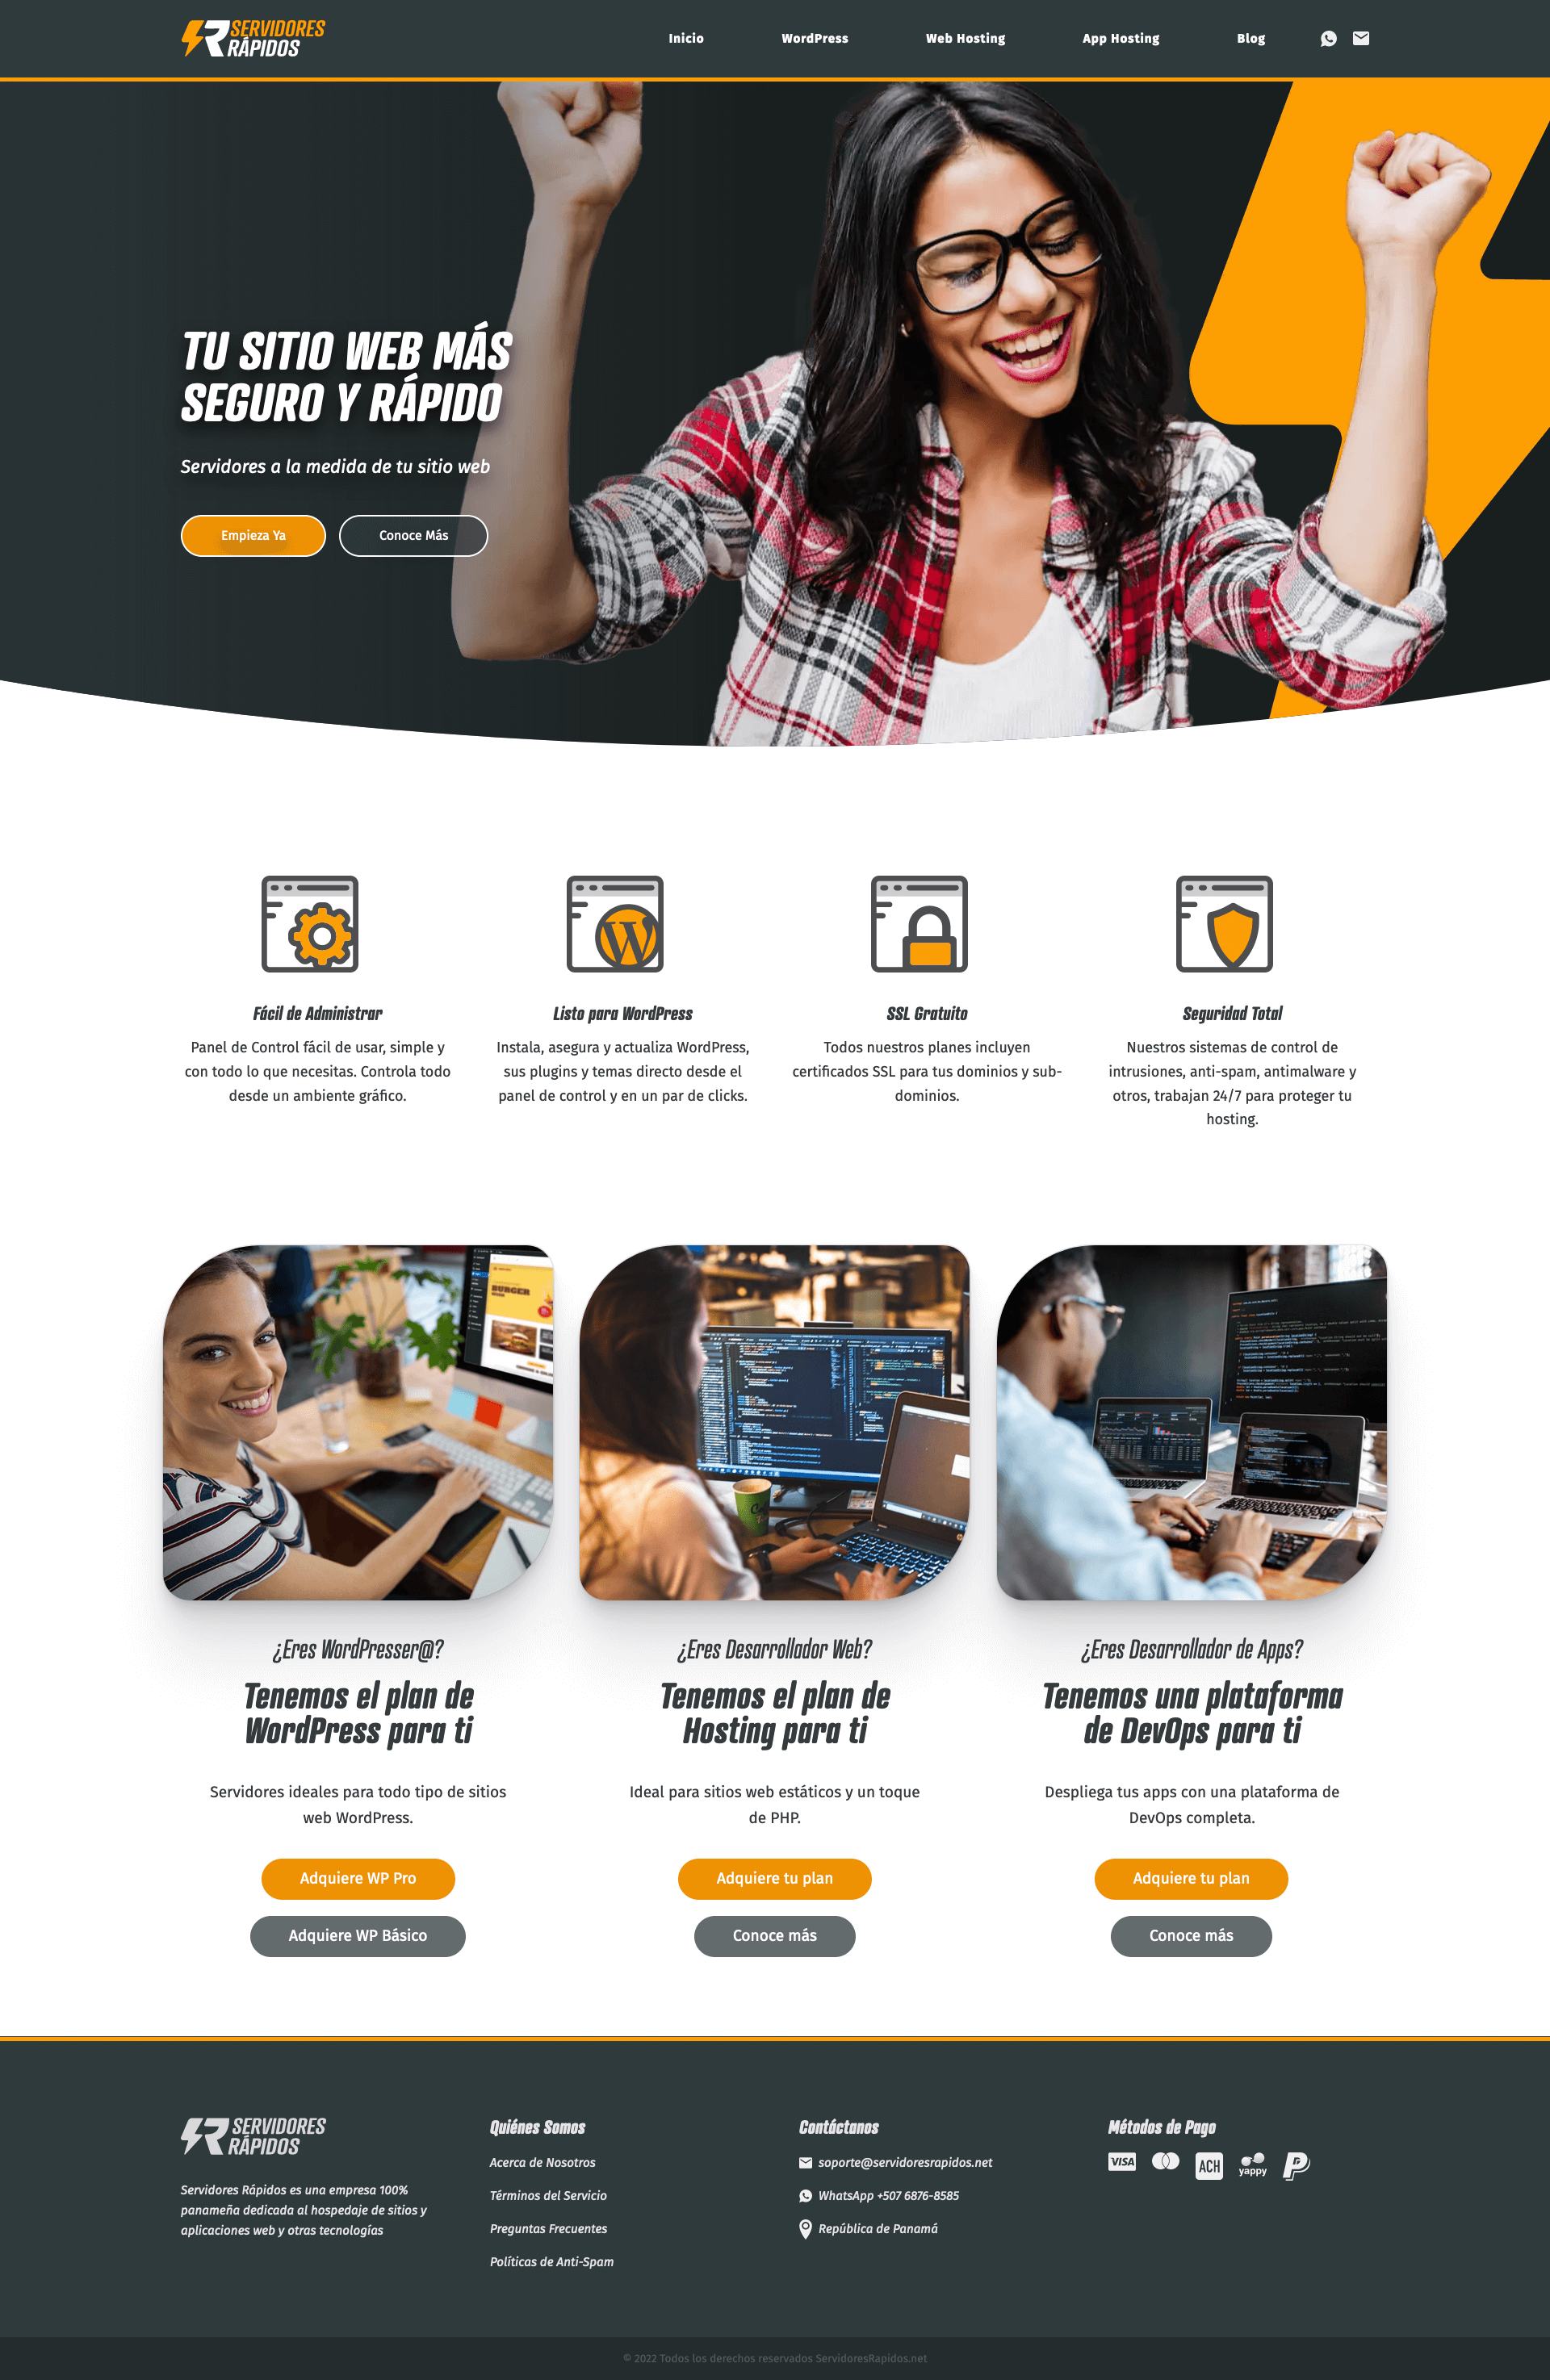 SERVIDORES
RÁPIDOS
Inicio
WordPress
Web Hosting
App Hosting
Blog
TU SITIO WEB MÁS
SEGURO Y RÁPIDO
Servidores a la medida de tu sitio web
Empieza Ya
Conoce Más
Fácil de Administrar
Panel de Control fácil de usar, simple y
con todo lo que necesitas. Controla todo
desde un ambiente gráfico.
Listo para WordPress
Instala, asegura y actualiza WordPress,
sus plugins y temas directo desde el
panel de control y en un par de clicks.
SSL Gratuito
Todos nuestros planes incluyen
certificados SSL para tus dominios y sub-
dominios.
Seguridad Total
Nuestros sistemas de control de
intrusiones, anti-spam, antimalware y
otros, trabajan 24/7 para proteger tu
hosting.
BURGER
¿Eres WordPresser@?
Tenemos el plan de
WordPress para ti
Servidores ideales para todo tipo de sitios
web WordPress.
Adquiere WP Pro
Adquiere WP Básico
¿Eres Desarrollador Web?
Tenemos el plan de
Hosting para ti
Ideal para sitios web estáticos y un toque
de PHP.
Adquiere tu plan
Conoce más
¿Eres Desarrollador de Apps?
Tenemos una plataforma
de DevOps para ti
Despliega tus apps con una plataforma de
DevOps completa.
Adquiere tu plan
Conoce más
SERVIDORES
RÁPIDOS
Servidores Rápidos es una empresa 100%
panameña dedicada al hospedaje de sitios y
aplicaciones web y otras tecnologías
Quiénes Somos
Acerca de Nosotros
Términos del Servicio
Preguntas Frecuentes
Políticas de Anti-Spam
Contáctanos
soporte@servidoresrapidos.net
WhatsApp +507 6876-8585
República de Panamá
Métodos de Pago
VISA
ACH
yappy
© 2022 Todos los derechos reservados ServidoresRapidos.net